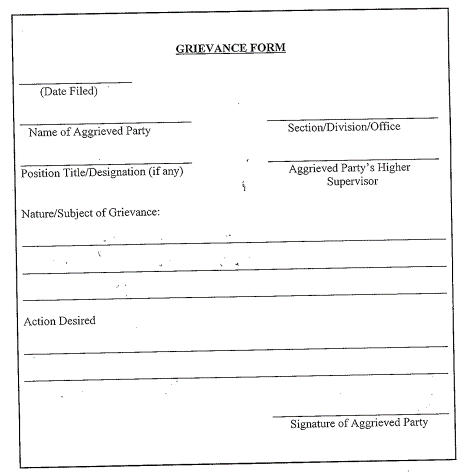 GRIEVANCE FORM
(Date Filed)
Name of Aggrieved Party
Section/Division/Office
Position Title/Designation (if any)
Aggrieved Party's Higher
Supervisor
Nature/Subject of Grievance:
Action Desired
Signature of Aggrieved Party